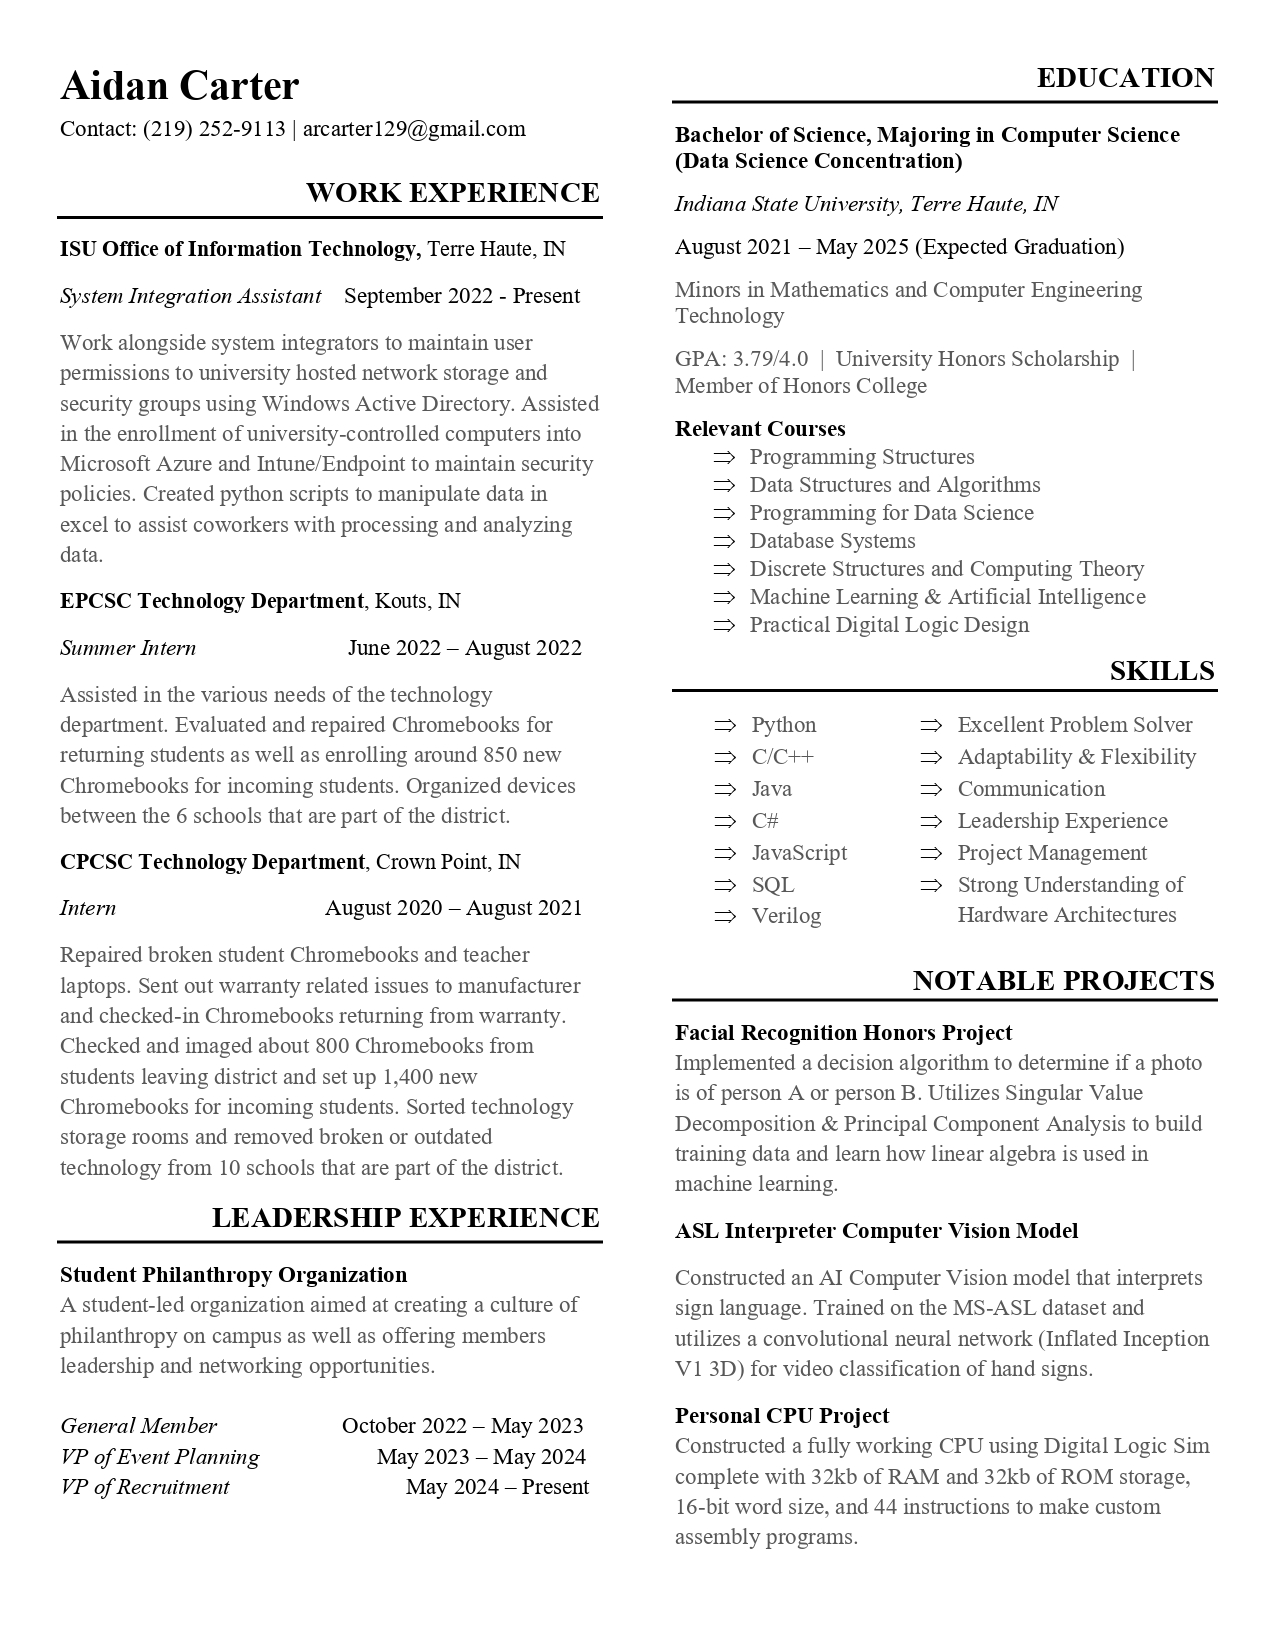 Aidan Carter
Contact: (219) 252-9113 | arcarter129@gmail.com
WORK EXPERIENCE
ISU Office of Information Technology, Terre Haute, IN
System Integration Assistant September 2022 - Present
Work alongside system integrators to maintain user
permissions to university hosted network storage and
security groups using Windows Active Directory. Assisted
in the enrollment of university-controlled computers into
Microsoft Azure and Intune/Endpoint to maintain security
policies. Created python scripts to manipulate data in
excel to assist coworkers with processing and analyzing
data.
EPCSC Technology Department, Kouts, IN
Summer Intern June 2022 – August 2022
Assisted in the various needs of the technology
department. Evaluated and repaired Chromebooks for
returning students as well as enrolling around 850 new
Chromebooks for incoming students. Organized devices
between the 6 schools that are part of the district.
CPCSC Technology Department, Crown Point, IN
Intern August 2020 – August 2021
Repaired broken student Chromebooks and teacher
laptops. Sent out warranty related issues to manufacturer
and checked-in Chromebooks returning from warranty.
Checked and imaged about 800 Chromebooks from
students leaving district and set up 1,400 new
Chromebooks for incoming students. Sorted technology
storage rooms and removed broken or outdated
technology from 10 schools that are part of the district.
LEADERSHIP EXPERIENCE
Student Philanthropy Organization
A student-led organization aimed at creating a culture of
philanthropy on campus as well as offering members
leadership and networking opportunities.
General Member October 2022 – May 2023
VP of Event Planning May 2023 – May 2024
VP of Recruitment May 2024 – Present
EDUCATION
Bachelor of Science, Majoring in Computer Science
(Data Science Concentration)
Indiana State University, Terre Haute, IN
August 2021 – May 2025 (Expected Graduation)
Minors in Mathematics and Computer Engineering
Technology
GPA: 3.79/4.0 | University Honors Scholarship |
Member of Honors College
Relevant Courses
⇒ Programming Structures
⇒ Data Structures and Algorithms
⇒ Programming for Data Science
⇒ Database Systems
⇒ Discrete Structures and Computing Theory
⇒ Machine Learning & Artificial Intelligence
⇒ Practical Digital Logic Design
SKILLS
⇒ Python
⇒ C/C++
⇒ Java
⇒ C#
⇒ JavaScript
⇒ SQL
⇒ Verilog
⇒ Excellent Problem Solver
⇒ Adaptability & Flexibility
⇒ Communication
⇒ Leadership Experience
⇒ Project Management
⇒ Strong Understanding of
Hardware Architectures
NOTABLE PROJECTS
Facial Recognition Honors Project
Implemented a decision algorithm to determine if a photo
is of person A or person B. Utilizes Singular Value
Decomposition & Principal Component Analysis to build
training data and learn how linear algebra is used in
machine learning.
ASL Interpreter Computer Vision Model
Constructed an AI Computer Vision model that interprets
sign language. Trained on the MS-ASL dataset and
utilizes a convolutional neural network (Inflated Inception
V1 3D) for video classification of hand signs.
Personal CPU Project
Constructed a fully working CPU using Digital Logic Sim
complete with 32kb of RAM and 32kb of ROM storage,
16-bit word size, and 44 instructions to make custom
assembly programs.